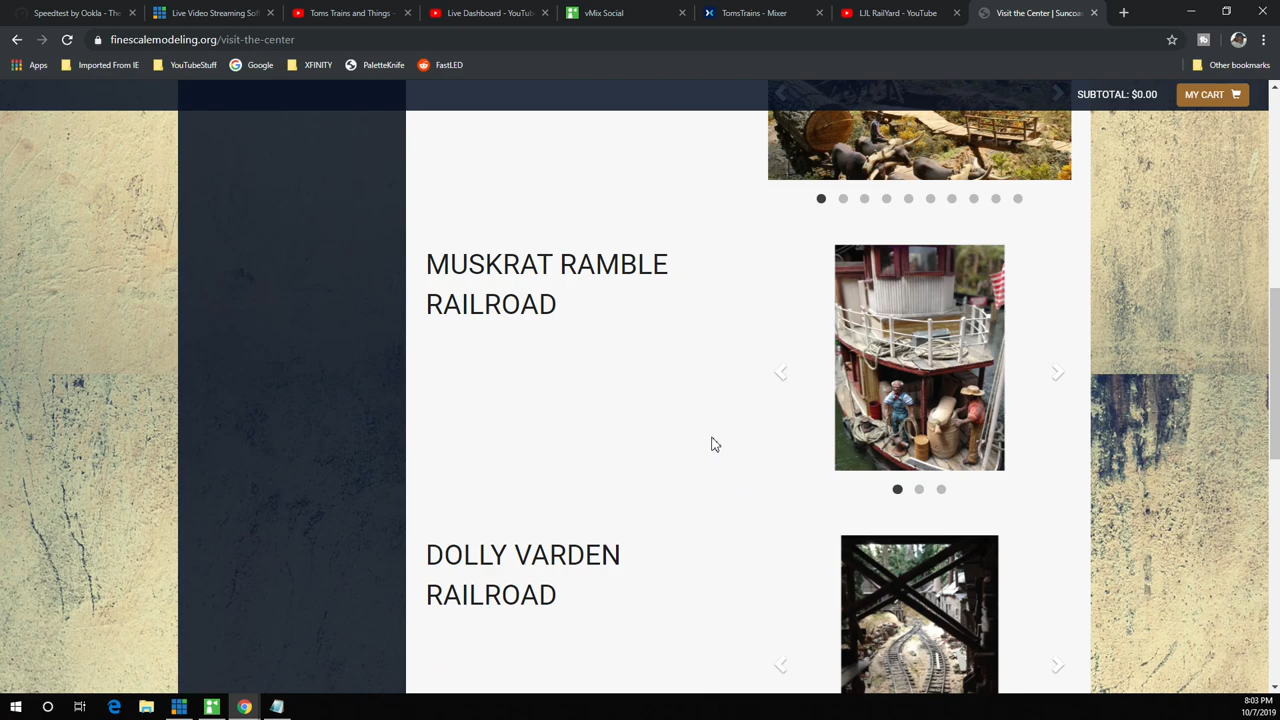 Speedtest by Ookla - The
Live Video Streaming Sof
Toms Trains and Things -
Live Dashboard - YouTub
vMix Social
TomsTrains - Mixer
LJL RailYard - YouTube
Visit the Center | Suncoas
finescalemodeling.org/visit-the-center
Apps
Imported From IE
YouTubeStuff
Google
XFINITY
PaletteKnife
FastLED
Other bookmarks
SUBTOTAL: $0.00
MY CART
MUSKRAT RAMBLE
RAILROAD
DOLLY VARDEN
RAILROAD
8:03 PM
10/7/2019